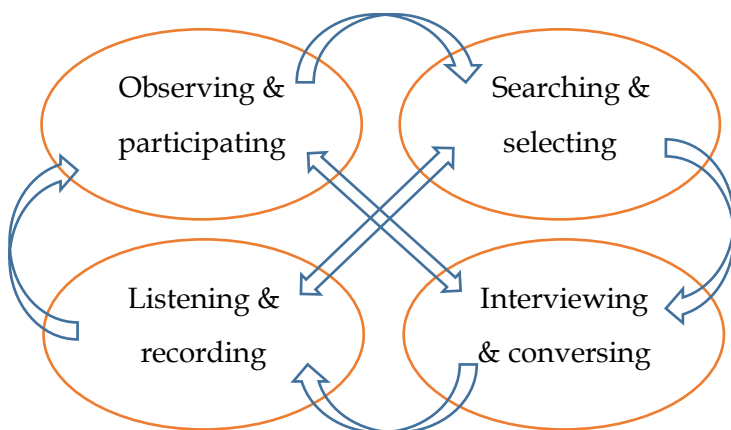 Observing &
participating
Searching &
selecting
Listening &
recording
Interviewing
& conversing